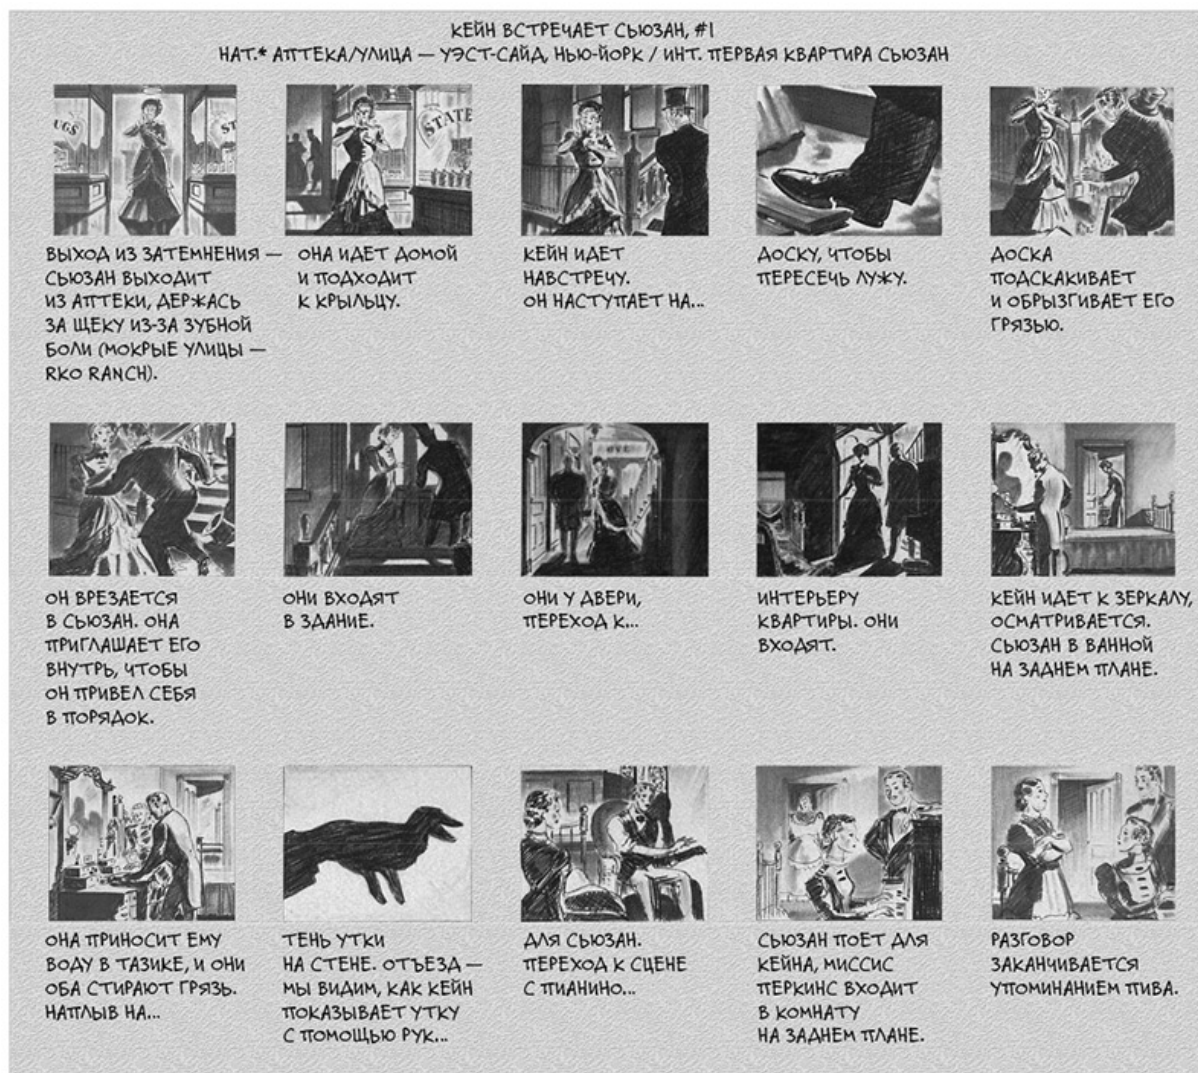 КЕЙН ВСТРЕЧАЕТ СЬЮЗАН, #1
НАТ.* АПТЕКА/УЛИЦА — УЭСТ-САЙД, НЬЮ-ЙОРК / ИНТ. ПЕРВАЯ КВАРТИРА СЬЮЗАН
UGS
ST
STATE
ВЫХОД ИЗ ЗАТЕМНЕНИЯ —
СЬЮЗАН ВЫХОДИТ
ИЗ АПТЕКИ, ДЕРЖАСЬ
ЗА ЩЕКУ ИЗ-ЗА ЗУБНОЙ
БОЛИ (МОКРЫЕ УЛИЦЫ —
RKO RANCH).
ОНА ИДЕТ ДОМОЙ
И ПОДХОДИТ
К КРЫЛЬЦУ.
КЕЙН ИДЕТ
НАВСТРЕЧУ.
ОН НАСТУПАЕТ НА...
ДОСКУ, ЧТОБЫ
ПЕРЕСЕЧЬ ЛУЖУ.
ДОСКА
ПОДСКАКИВАЕТ
И ОБРЫЗГИВАЕТ ЕГО
ГРЯЗЬЮ.
ОН ВРЕЗАЕТСЯ
В СЬЮЗАН. ОНА
ПРИГЛАШАЕТ ЕГО
ВНУТРЬ, ЧТОБЫ
ОН ПРИВЕЛ СЕБЯ
В ПОРЯДОК.
ОНИ ВХОДЯТ
В ЗДАНИЕ.
ОНИ У ДВЕРИ,
ПЕРЕХОД К...
ИНТЕРЬЕРУ
КВАРТИРЫ. ОНИ
ВХОДЯТ.
КЕЙН ИДЕТ К ЗЕРКАЛУ,
ОСМАТРИВАЕТСЯ.
СЬЮЗАН В ВАННОЙ
НА ЗАДНЕМ ПЛАНЕ.
ОНА ПРИНОСИТ ЕМУ
ВОДУ В ТАЗИКЕ, И ОНИ
ОБА СТИРАЮТ ГРЯЗЬ.
НАПЛЫВ НА...
ТЕНЬ УТКИ
НА СТЕНЕ. ОТЪЕЗД —
МЫ ВИДИМ, КАК КЕЙН
ПОКАЗЫВАЕТ УТКУ
С ПОМОЩЬЮ РУК...
ДЛЯ СЬЮЗАН.
ПЕРЕХОД К СЦЕНЕ
С ПИАНИНО...
СЬЮЗАН ПОЕТ ДЛЯ
КЕЙНА, МИССИС
ПЕРКИНС ВХОДИТ
В КОМНАТУ
НА ЗАДНЕМ ПЛАНЕ.
РАЗГОВОР
ЗАКАНЧИВАЕТСЯ
УПОМИНАНИЕМ ПИВА.